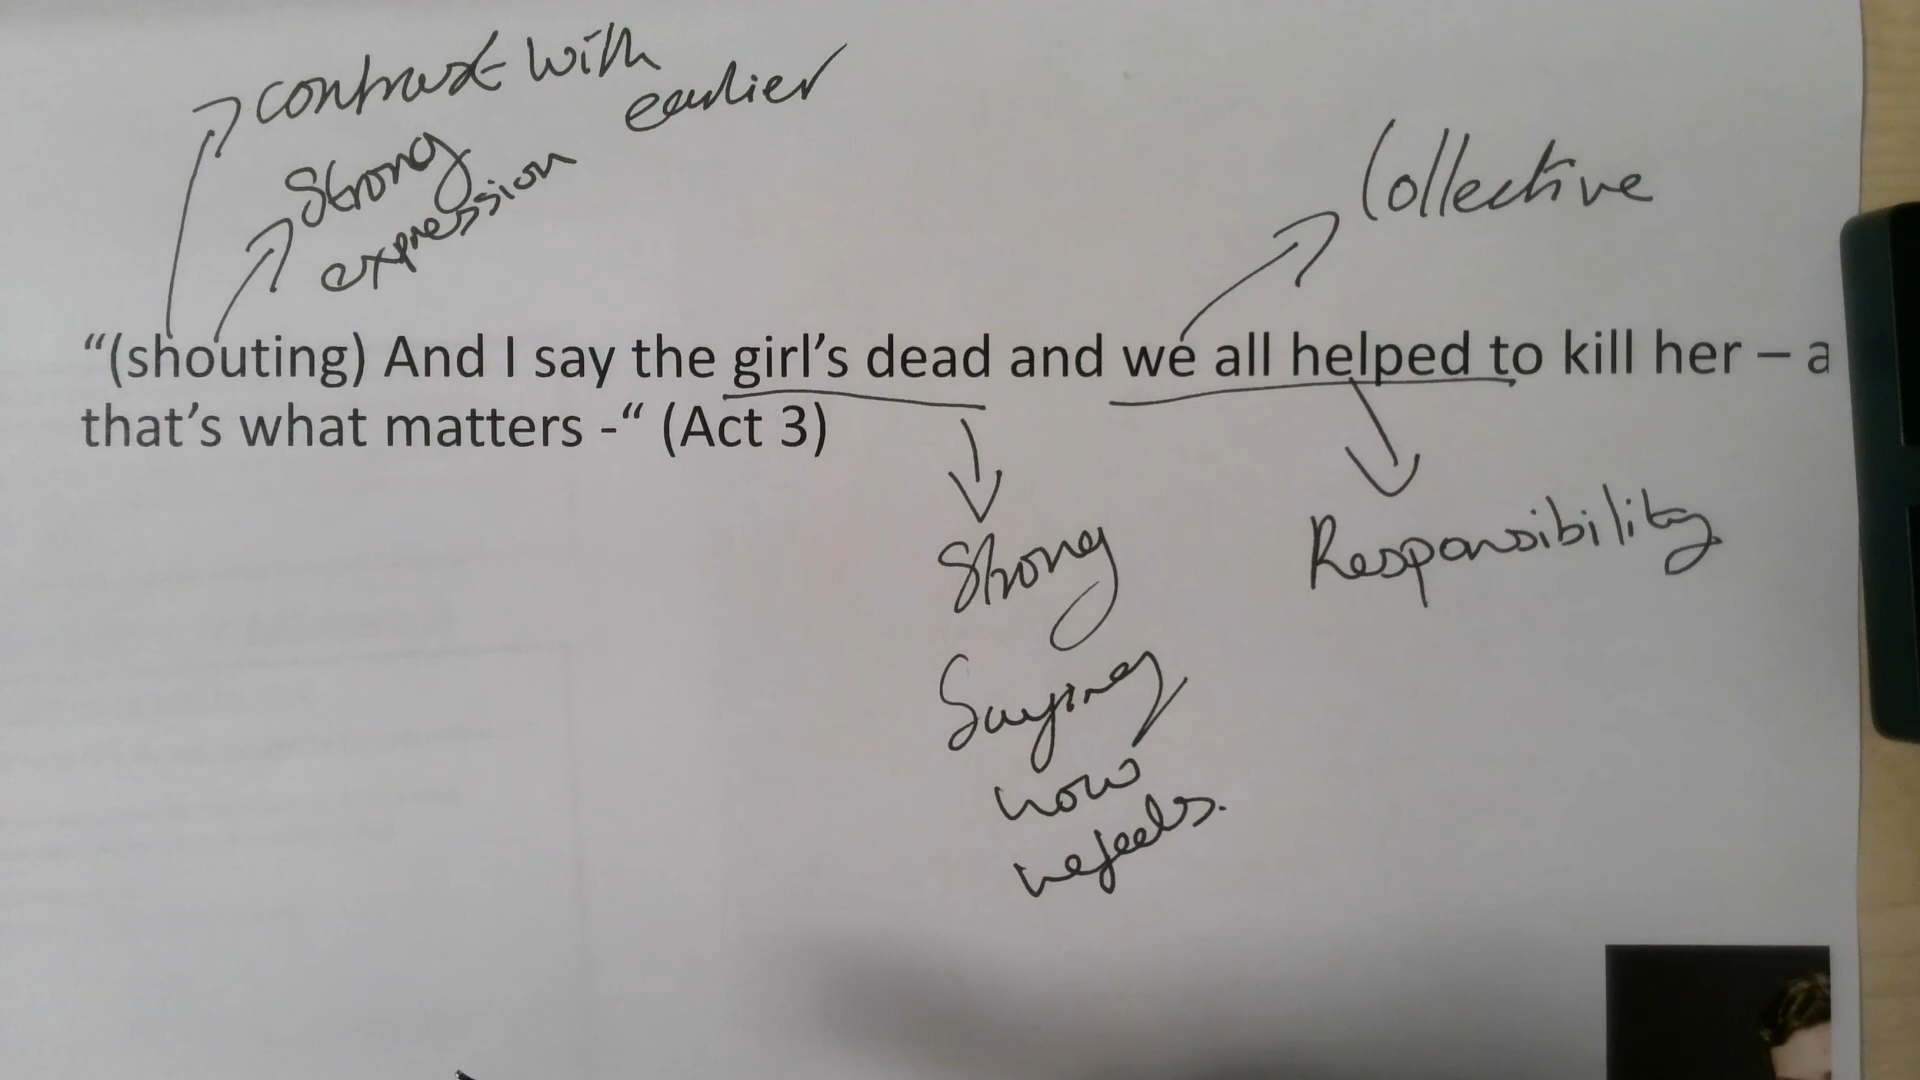 contrast with
earlier
Strong
expression
Collective
“(shouting) And I say the girl’s dead and we all helped to kill her – a
that’s what matters -“ (Act 3)
Strong
Saying
how
he feels.
Responsibility